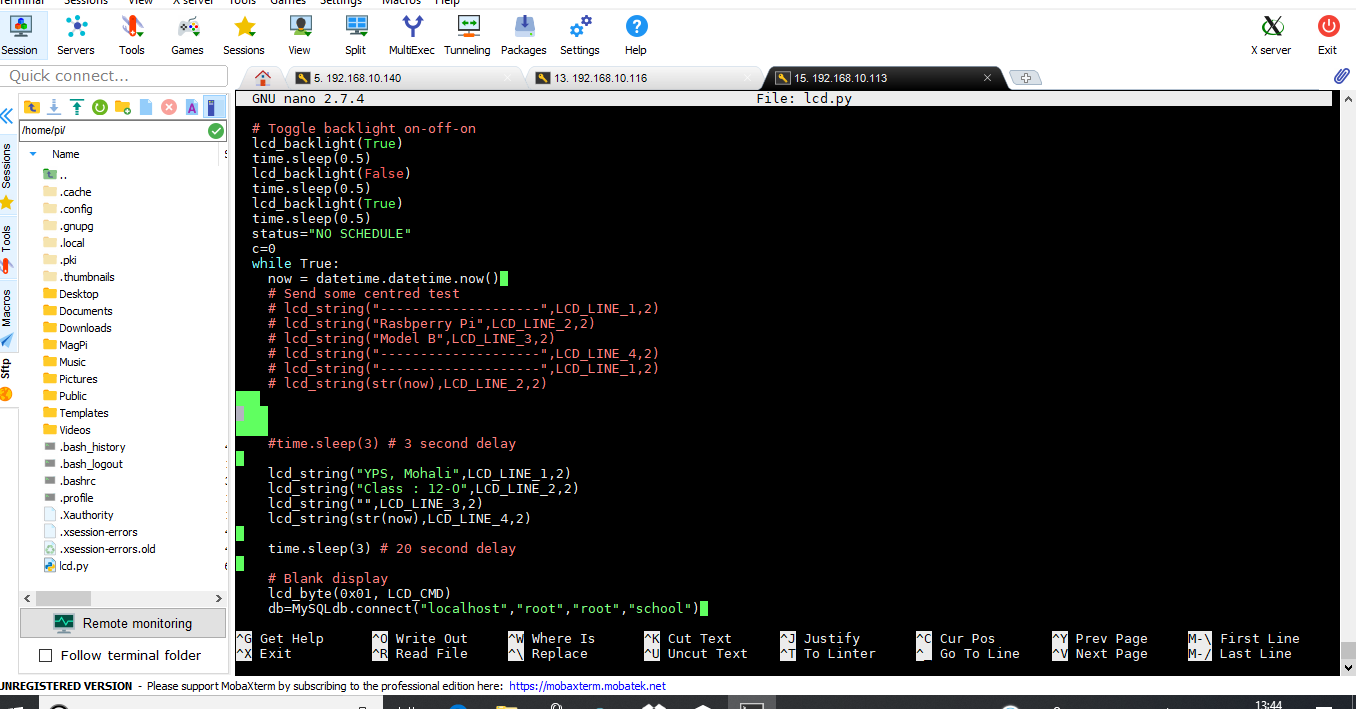 Terminal Sessions View X server Tools Games Settings Macros Help
Session Servers Tools Games Sessions View Split MultiExec Tunneling Packages Settings Help X server Exit
Quick connect...
5. 192.168.10.140
13. 192.168.10.116
15. 192.168.10.113
/home/pi/
Name
..
.cache
.config
.gnupg
.local
.pki
.thumbnails
Desktop
Documents
Downloads
MagPi
Music
Pictures
Public
Templates
Videos
.bash_history
.bash_logout
.bashrc
.profile
.Xauthority
.xsession-errors
.xsession-errors.old
lcd.py
Sessions
Tools
Macros
Sftp
Remote monitoring
Follow terminal folder
GNU nano 2.7.4 File: lcd.py
# Toggle backlight on-off-on
lcd_backlight(True)
time.sleep(0.5)
lcd_backlight(False)
time.sleep(0.5)
lcd_backlight(True)
time.sleep(0.5)
status="NO SCHEDULE"
c=0
while True:
now = datetime.datetime.now()
# Send some centred test
# lcd_string("--------------------",LCD_LINE_1,2)
# lcd_string("Rasbperry Pi",LCD_LINE_2,2)
# lcd_string("Model B",LCD_LINE_3,2)
# lcd_string("--------------------",LCD_LINE_4,2)
# lcd_string("--------------------",LCD_LINE_1,2)
# lcd_string(str(now),LCD_LINE_2,2)
#time.sleep(3) # 3 second delay
lcd_string("YPS, Mohali",LCD_LINE_1,2)
lcd_string("Class : 12-O",LCD_LINE_2,2)
lcd_string("",LCD_LINE_3,2)
lcd_string(str(now),LCD_LINE_4,2)
time.sleep(3) # 20 second delay
# Blank display
lcd_byte(0x01, LCD_CMD)
db=MySQLdb.connect("localhost","root","root","school")
^G Get Help ^O Write Out ^W Where Is ^K Cut Text ^J Justify ^C Cur Pos ^Y Prev Page M-\ First Line
^X Exit ^R Read File ^\ Replace ^U Uncut Text ^T To Linter ^_ Go To Line ^V Next Page M-/ Last Line
UNREGISTERED VERSION - Please support MobaXterm by subscribing to the professional edition here: https://mobaxterm.mobatek.net
13:44